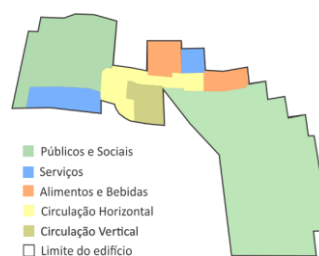 Públicos e Sociais
Serviços
Alimentos e Bebidas
Circulação Horizontal
Circulação Vertical
Limite do edifício